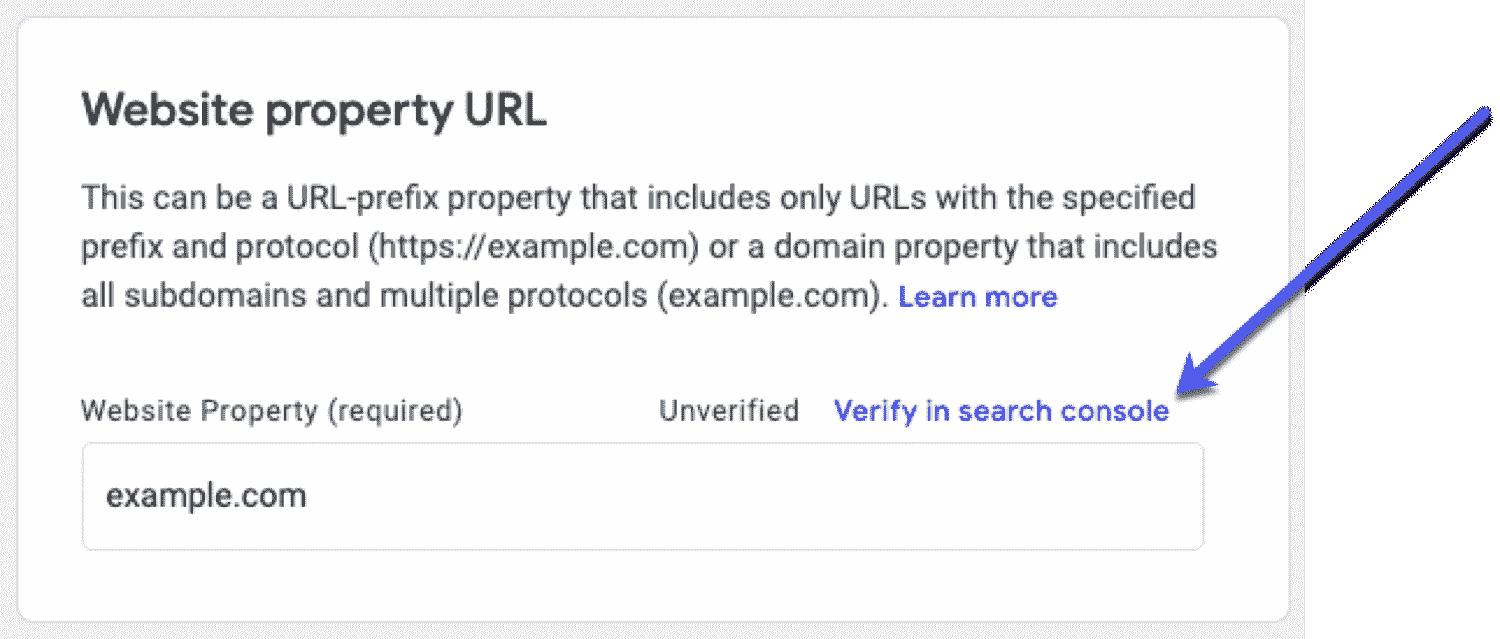 Website property URL
This can be a URL-prefix property that includes only URLs with the specified
prefix and protocol (https://example.com) or a domain property that includes
all subdomains and multiple protocols (example.com). Learn more
Website Property (required) Unverified Verify in search console
example.com